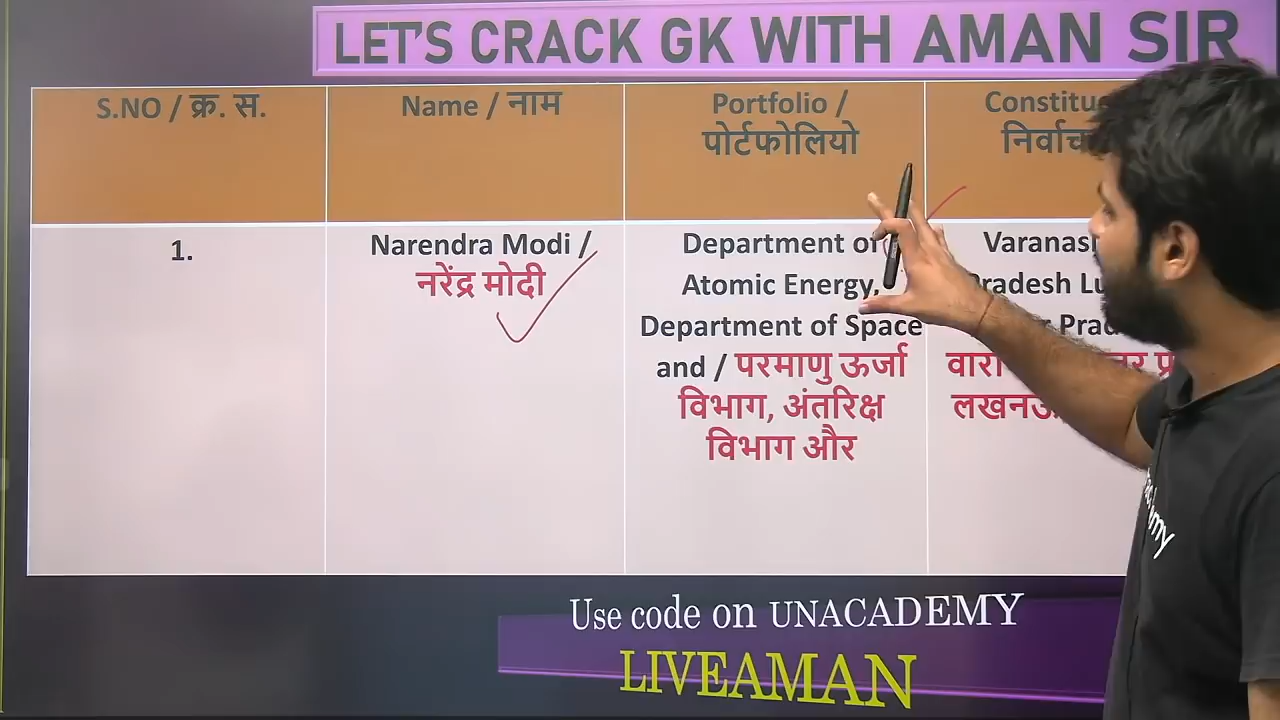 LET'S CRACK GK WITH AMAN SIR
S.NO / क्र. स.
Name / नाम
Portfolio /
पोर्टफोलियो
1.
Narendra Modi /
नरेंद्र मोदी
Department of
Atomic Energy,
Department of Space
and / परमाणु ऊर्जा
विभाग, अंतरिक्ष
विभाग और
Pradesh
Use code on UNACADEMY
LIVEAMAN